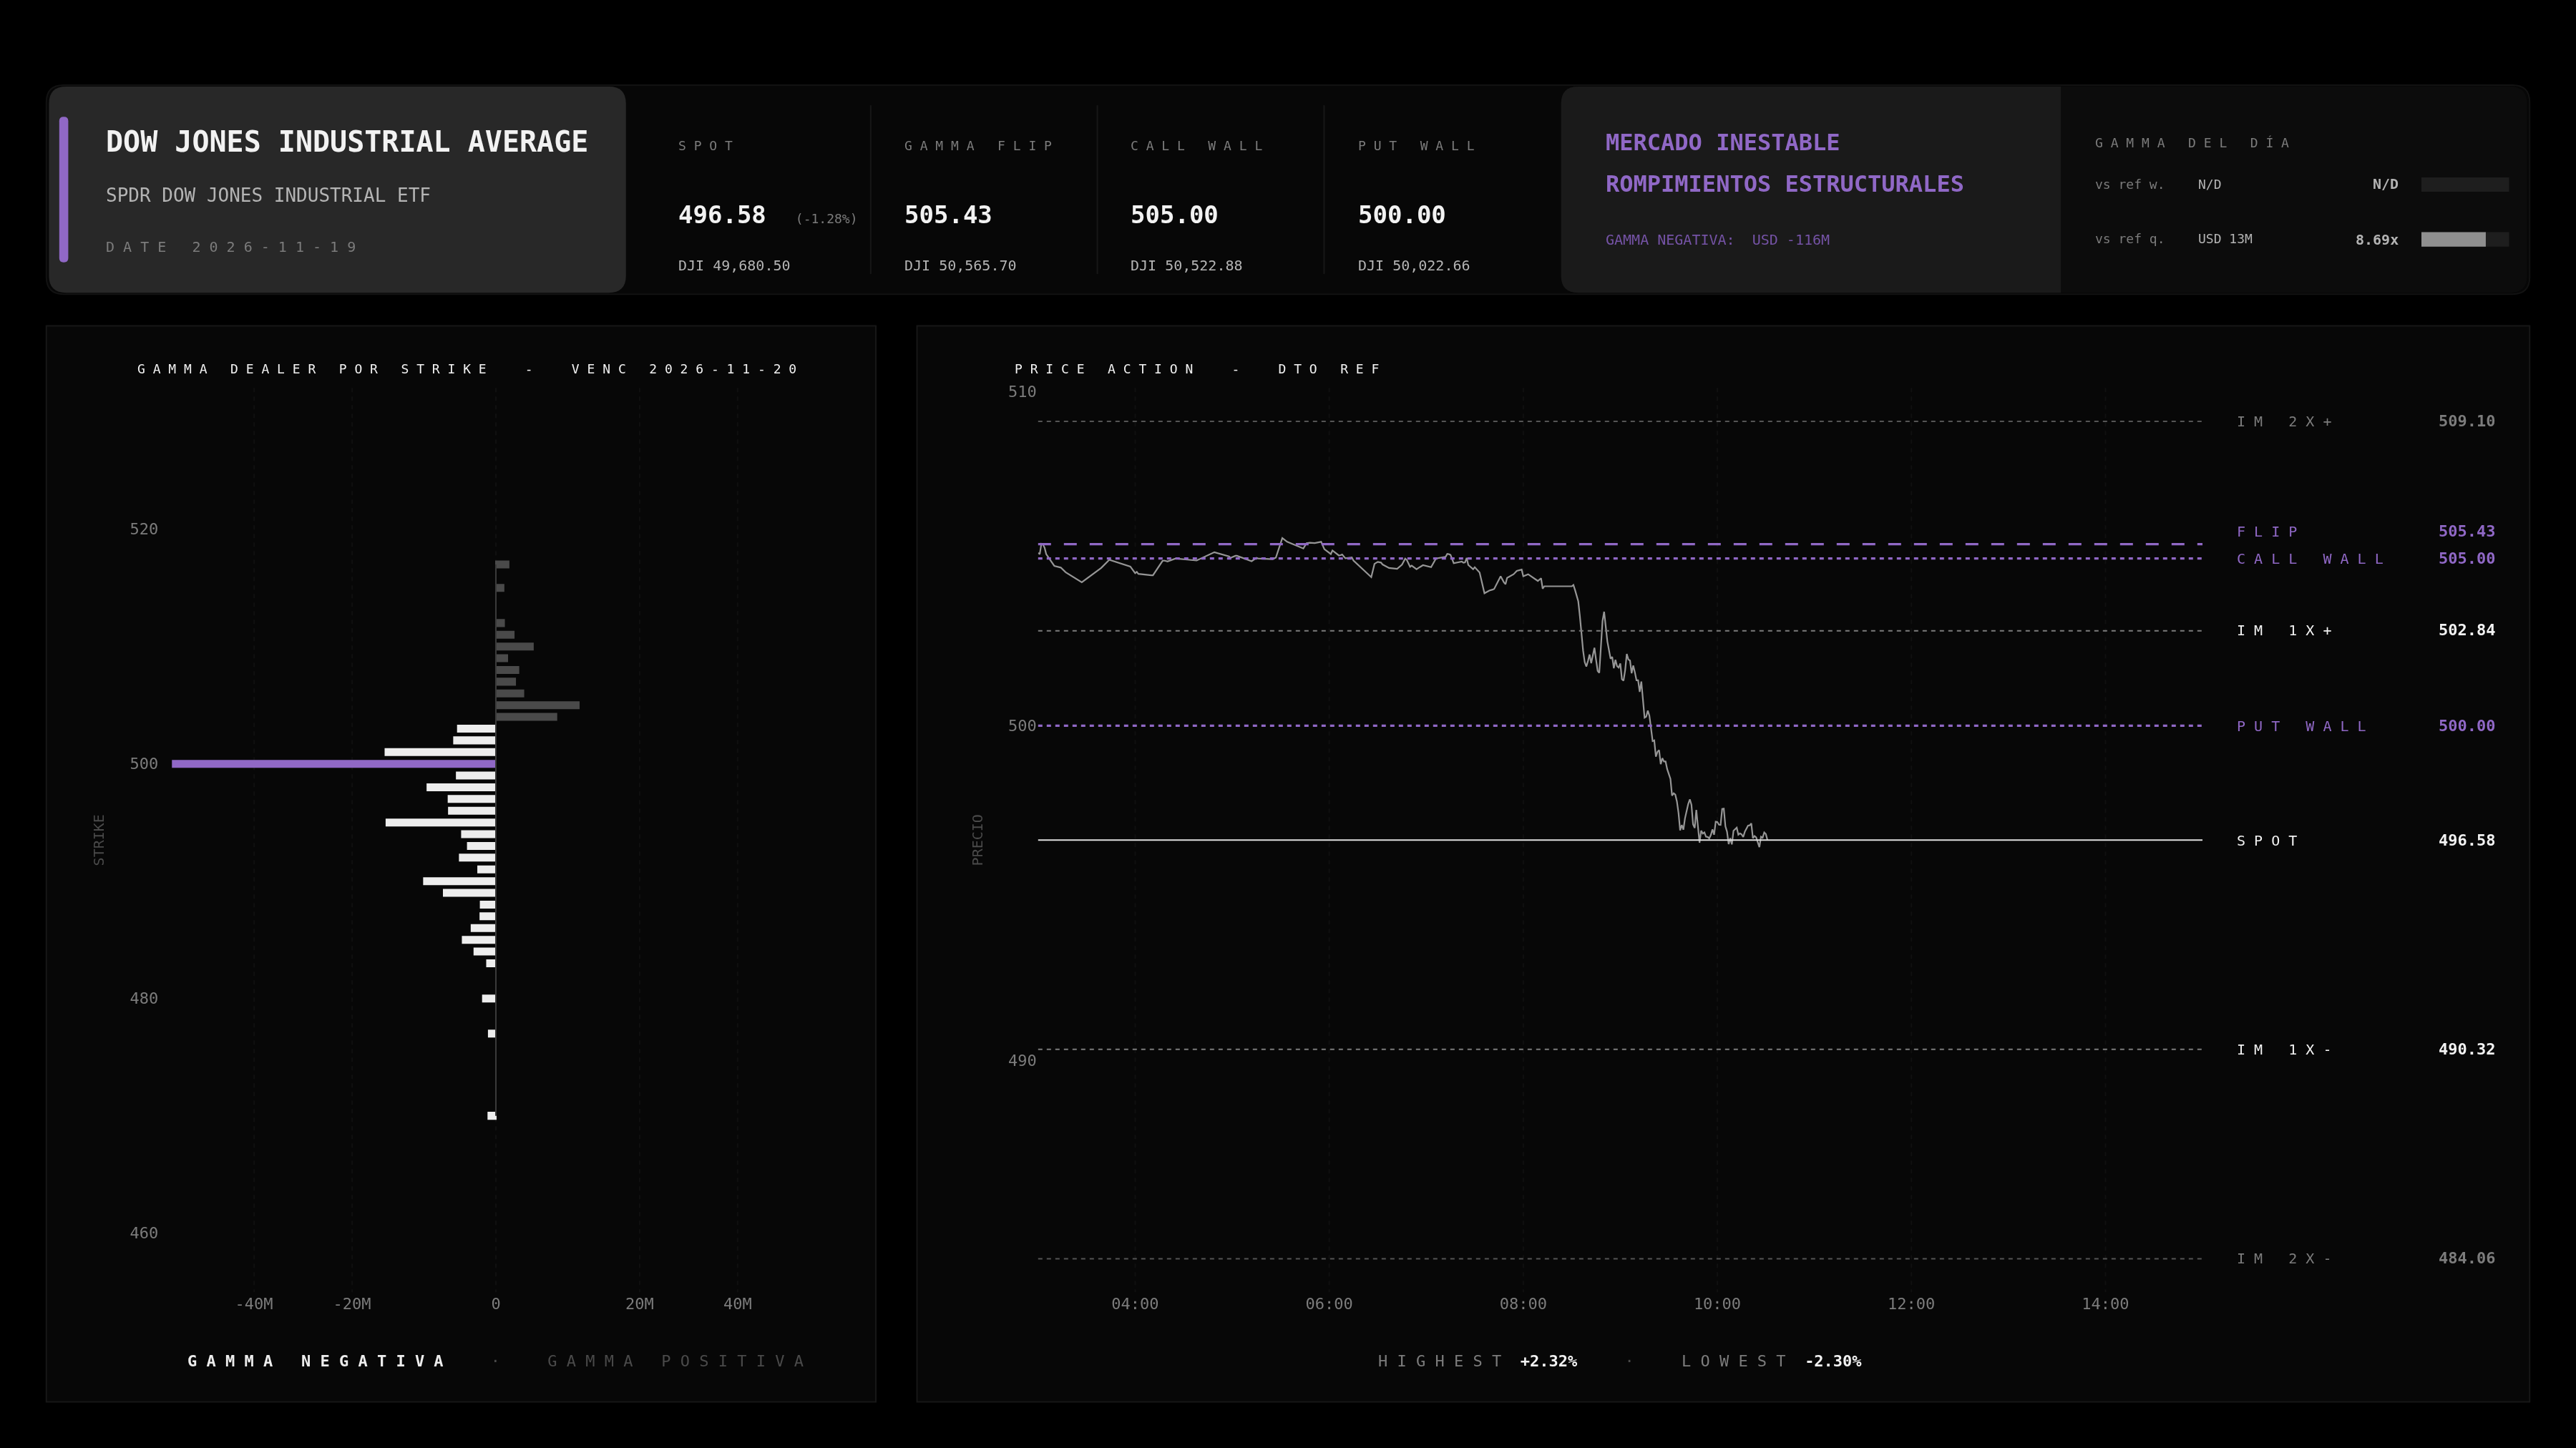 DOW JONES INDUSTRIAL AVERAGE
SPDR DOW JONES INDUSTRIAL ETF
DATE 2026-11-19
SPOT
496.58 (-1.28%)
DJI 49,680.50
GAMMA FLIP
505.43
DJI 50,565.70
CALL WALL
505.00
DJI 50,522.88
PUT WALL
500.00
DJI 50,022.66
MERCADO INESTABLE
ROMPIMIENTOS ESTRUCTURALES
GAMMA NEGATIVA: USD -116M
GAMMA DEL DÍA
vs ref w. N/D N/D
vs ref q. USD 13M 8.69x
GAMMA DEALER POR STRIKE - VENC 2026-11-20
520
500
480
460
STRIKE
-40M -20M 0 20M 40M
GAMMA NEGATIVA · GAMMA POSITIVA
PRICE ACTION - DTO REF
510
500
490
PRECIO
IM 2X+ 509.10
FLIP 505.43
CALL WALL 505.00
IM 1X+ 502.84
PUT WALL 500.00
SPOT 496.58
IM 1X- 490.32
IM 2X- 484.06
04:00 06:00 08:00 10:00 12:00 14:00
HIGHEST +2.32% · LOWEST -2.30%